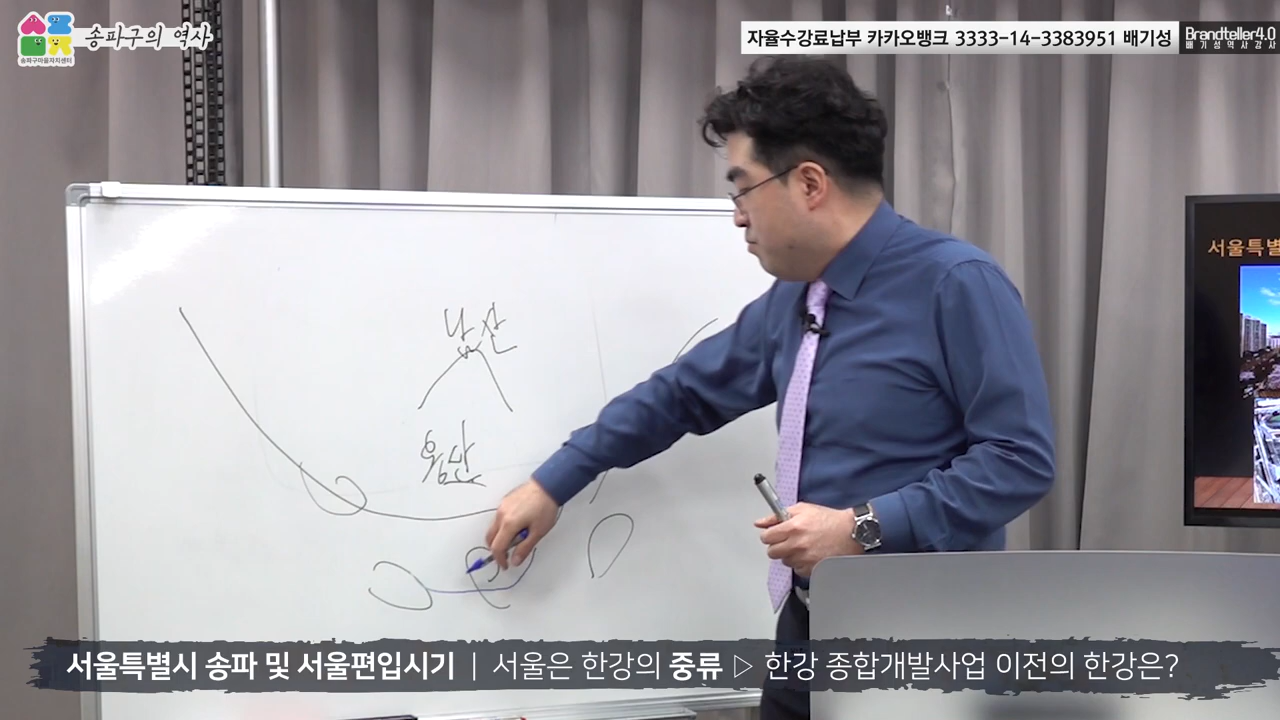 송파구의 역사
송파구마을자치센터
자율수강료납부 카카오뱅크 3333-14-3383951 배기성
Brandteller4.0
배기성역사강사
서울특별
남산
용산
서울특별시 송파 및 서울편입시기 | 서울은 한강의 중류 ▷ 한강 종합개발사업 이전의 한강은?